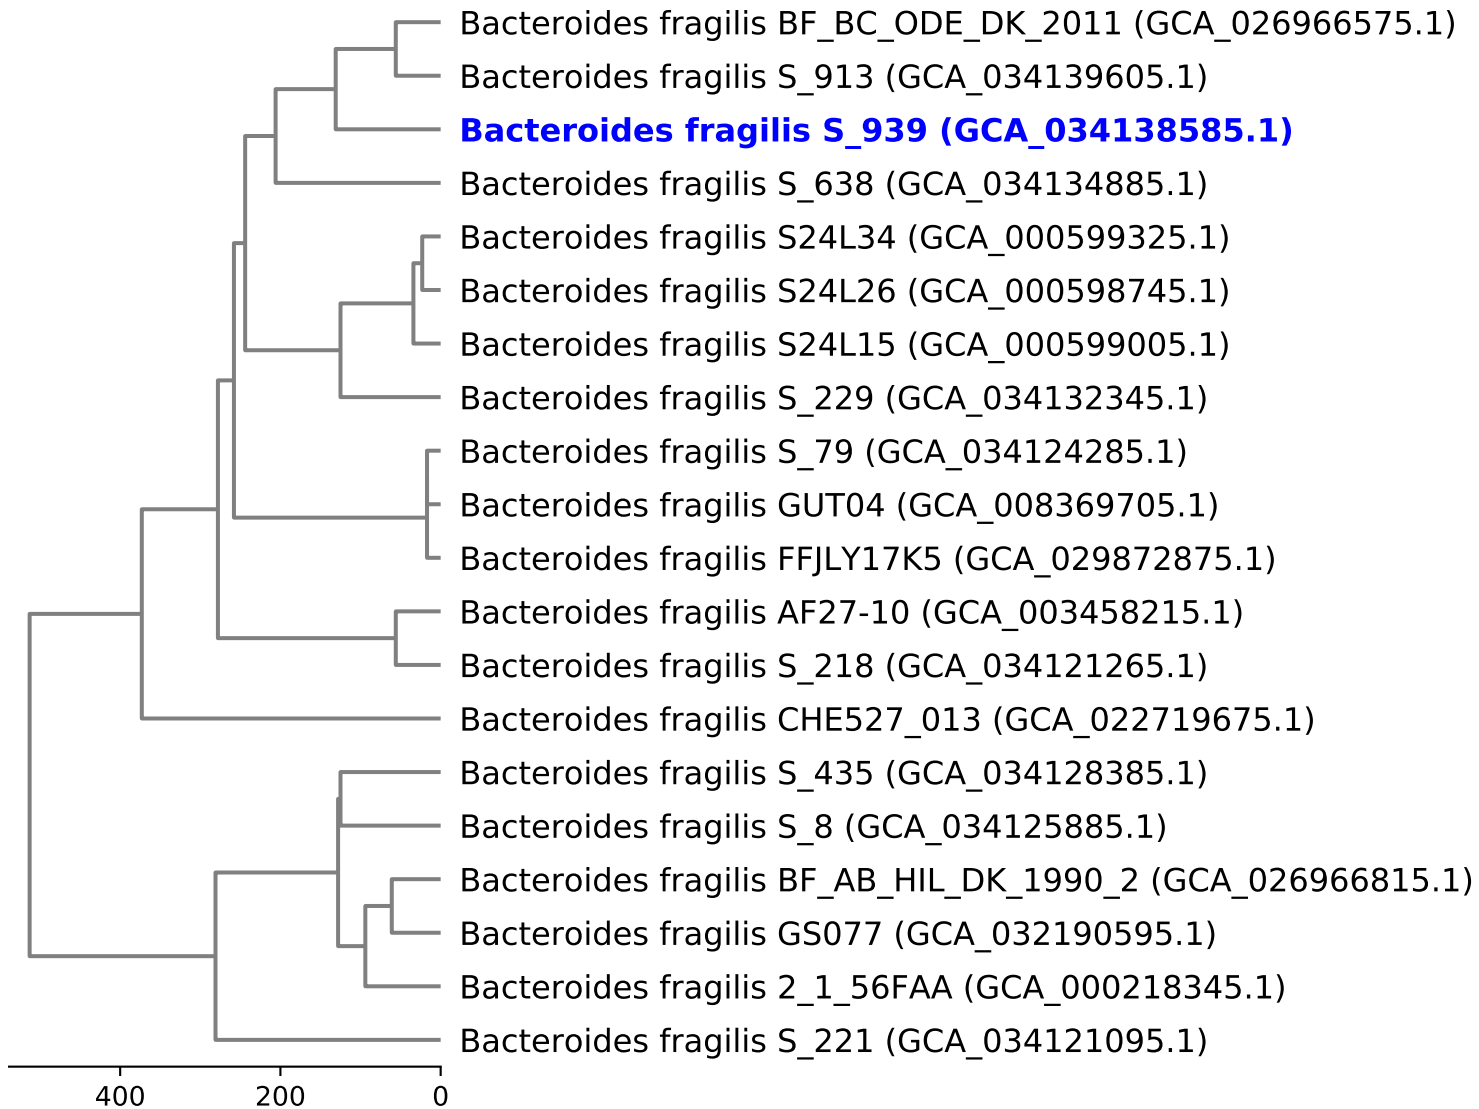 Bacteroides fragilis BF_BC_ODE_DK_2011 (GCA_026966575.1)
Bacteroides fragilis S_913 (GCA_034139605.1)
Bacteroides fragilis S_939 (GCA_034138585.1)
Bacteroides fragilis S_638 (GCA_034134885.1)
Bacteroides fragilis S24L34 (GCA_000599325.1)
Bacteroides fragilis S24L26 (GCA_000598745.1)
Bacteroides fragilis S24L15 (GCA_000599005.1)
Bacteroides fragilis S_229 (GCA_034132345.1)
Bacteroides fragilis S_79 (GCA_034124285.1)
Bacteroides fragilis GUT04 (GCA_008369705.1)
Bacteroides fragilis FFJLY17K5 (GCA_029872875.1)
Bacteroides fragilis AF27-10 (GCA_003458215.1)
Bacteroides fragilis S_218 (GCA_034121265.1)
Bacteroides fragilis CHE527_013 (GCA_022719675.1)
Bacteroides fragilis S_435 (GCA_034128385.1)
Bacteroides fragilis S_8 (GCA_034125885.1)
Bacteroides fragilis BF_AB_HIL_DK_1990_2 (GCA_026966815.1)
Bacteroides fragilis GS077 (GCA_032190595.1)
Bacteroides fragilis 2_1_56FAA (GCA_000218345.1)
Bacteroides fragilis S_221 (GCA_034121095.1)
400 200 0